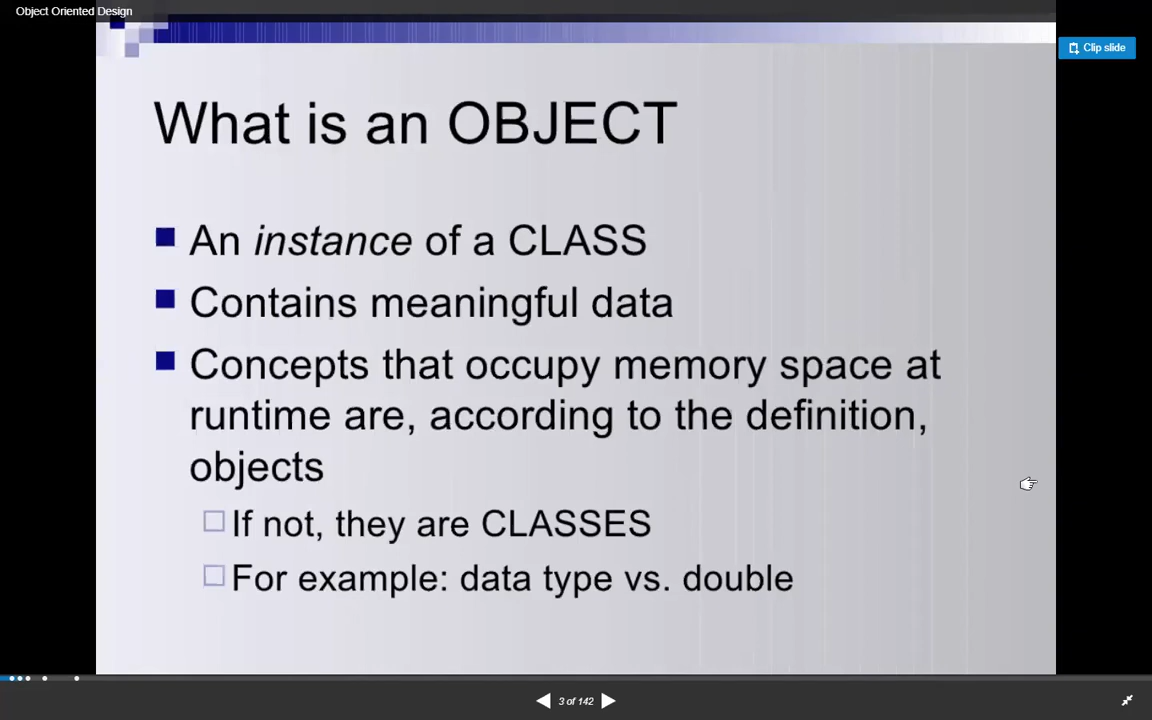 Object Oriented Design
Clip slide
What is an OBJECT
An instance of a CLASS
Contains meaningful data
Concepts that occupy memory space at
runtime are, according to the definition,
objects
If not, they are CLASSES
For example: data type vs. double
3 of 142